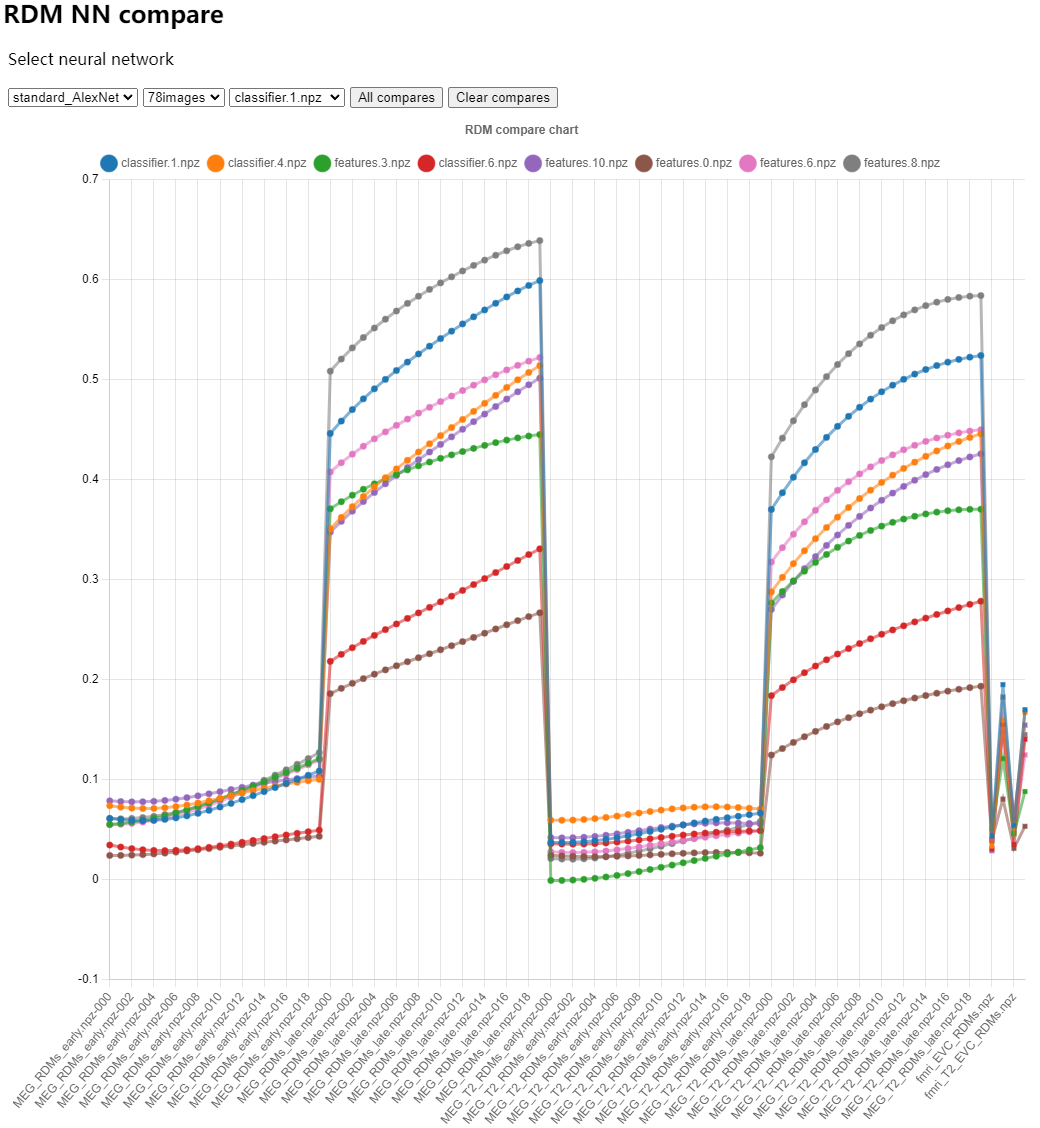 RDM NN compare
Select neural network
standard_AlexNet 78images classifier.1.npz All compares Clear compares
RDM compare chart
classifier.1.npz classifier.4.npz features.3.npz classifier.6.npz features.10.npz features.0.npz features.6.npz features.8.npz
0.7
0.6
0.5
0.4
0.3
0.2
0.1
0
-0.1
MEG_RDMs_early.npz-000
MEG_RDMs_early.npz-002
MEG_RDMs_early.npz-004
MEG_RDMs_early.npz-006
MEG_RDMs_early.npz-008
MEG_RDMs_early.npz-010
MEG_RDMs_early.npz-012
MEG_RDMs_early.npz-014
MEG_RDMs_early.npz-016
MEG_RDMs_early.npz-018
MEG_RDMs_late.npz-000
MEG_RDMs_late.npz-002
MEG_RDMs_late.npz-004
MEG_RDMs_late.npz-006
MEG_RDMs_late.npz-008
MEG_RDMs_late.npz-010
MEG_RDMs_late.npz-012
MEG_RDMs_late.npz-014
MEG_RDMs_late.npz-016
MEG_RDMs_late.npz-018
MEG_T2_RDMs_early.npz-000
MEG_T2_RDMs_early.npz-002
MEG_T2_RDMs_early.npz-004
MEG_T2_RDMs_early.npz-006
MEG_T2_RDMs_early.npz-008
MEG_T2_RDMs_early.npz-010
MEG_T2_RDMs_early.npz-012
MEG_T2_RDMs_early.npz-014
MEG_T2_RDMs_early.npz-016
MEG_T2_RDMs_early.npz-018
MEG_T2_RDMs_late.npz-000
MEG_T2_RDMs_late.npz-002
MEG_T2_RDMs_late.npz-004
MEG_T2_RDMs_late.npz-006
MEG_T2_RDMs_late.npz-008
MEG_T2_RDMs_late.npz-010
MEG_T2_RDMs_late.npz-012
MEG_T2_RDMs_late.npz-014
MEG_T2_RDMs_late.npz-016
MEG_T2_RDMs_late.npz-018
fmri_EVC_RDMs.npz
fmri_T2_EVC_RDMs.npz